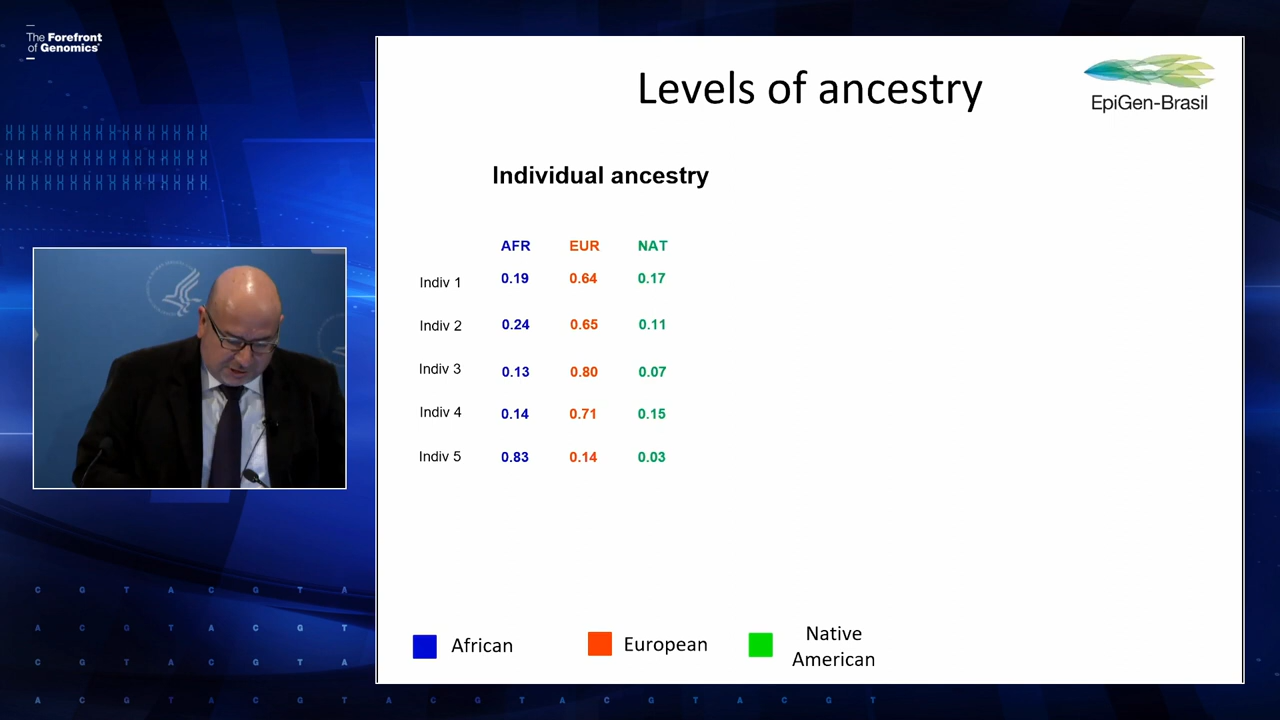 The Forefront
of Genomics®
Levels of ancestry
EpiGen-Brasil
Individual ancestry
AFR EUR NAT
Indiv 1 0.19 0.64 0.17
Indiv 2 0.24 0.65 0.11
Indiv 3 0.13 0.80 0.07
Indiv 4 0.14 0.71 0.15
Indiv 5 0.83 0.14 0.03
African
European
Native
American
C G T A C G T A
A C G T A C G T
C G T A C G T A
A C G T A C G T A C G T A C G T A C G T